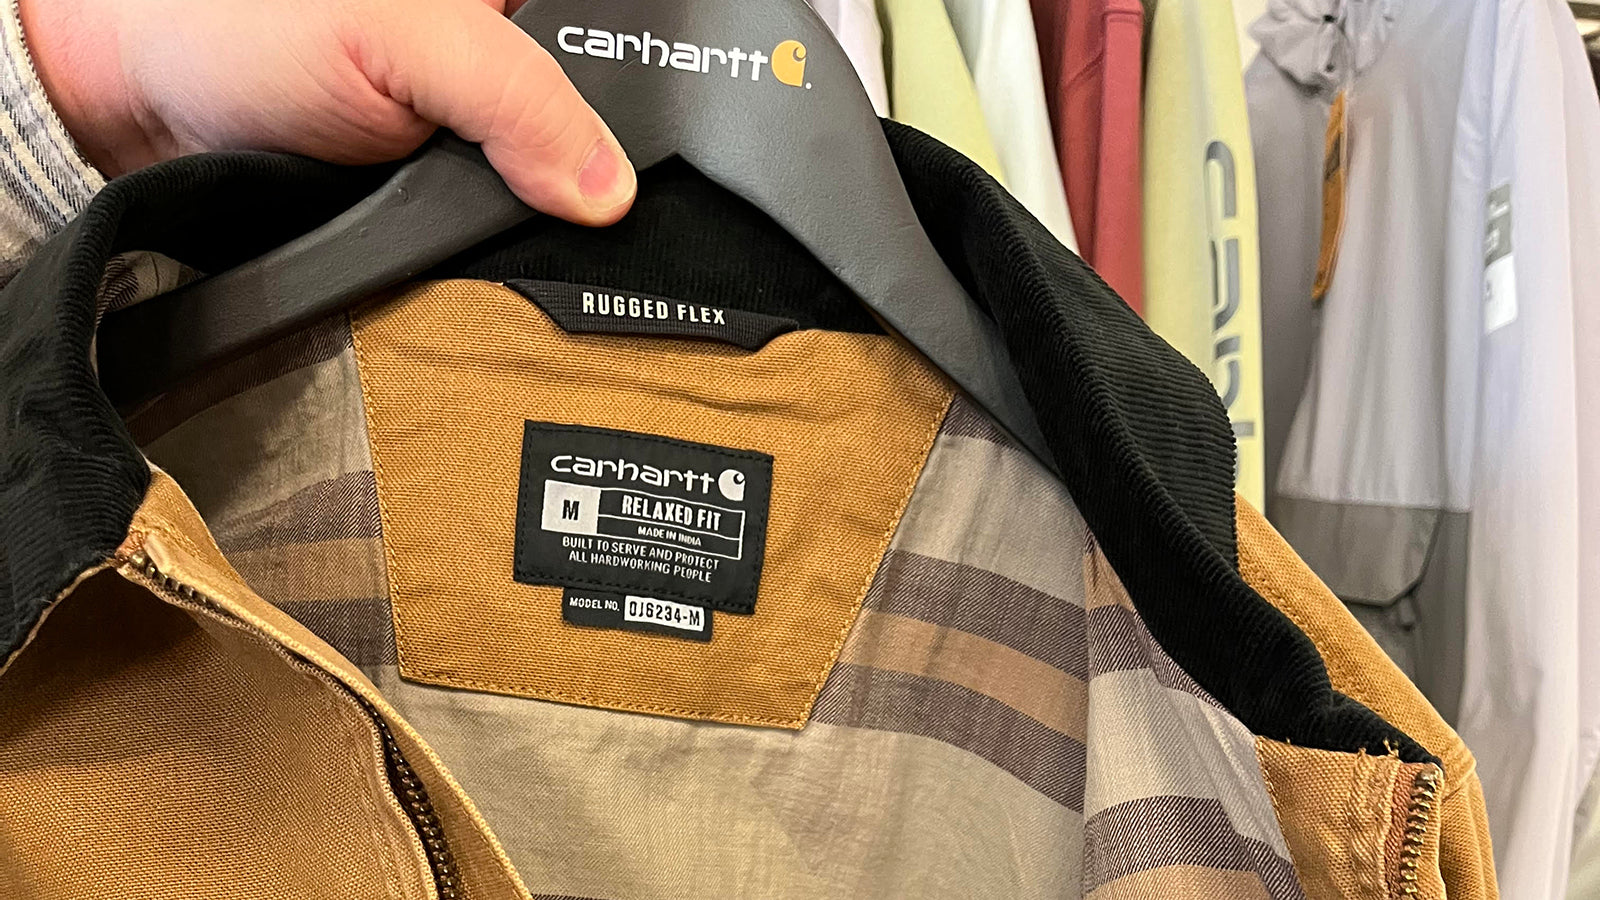 carhartt
RUGGED FLEX
carhartt
M
RELAXED FIT
MADE IN INDIA
BUILT TO SERVE AND PROTECT
ALL HARDWORKING PEOPLE
MODEL NO. OJ6234-M